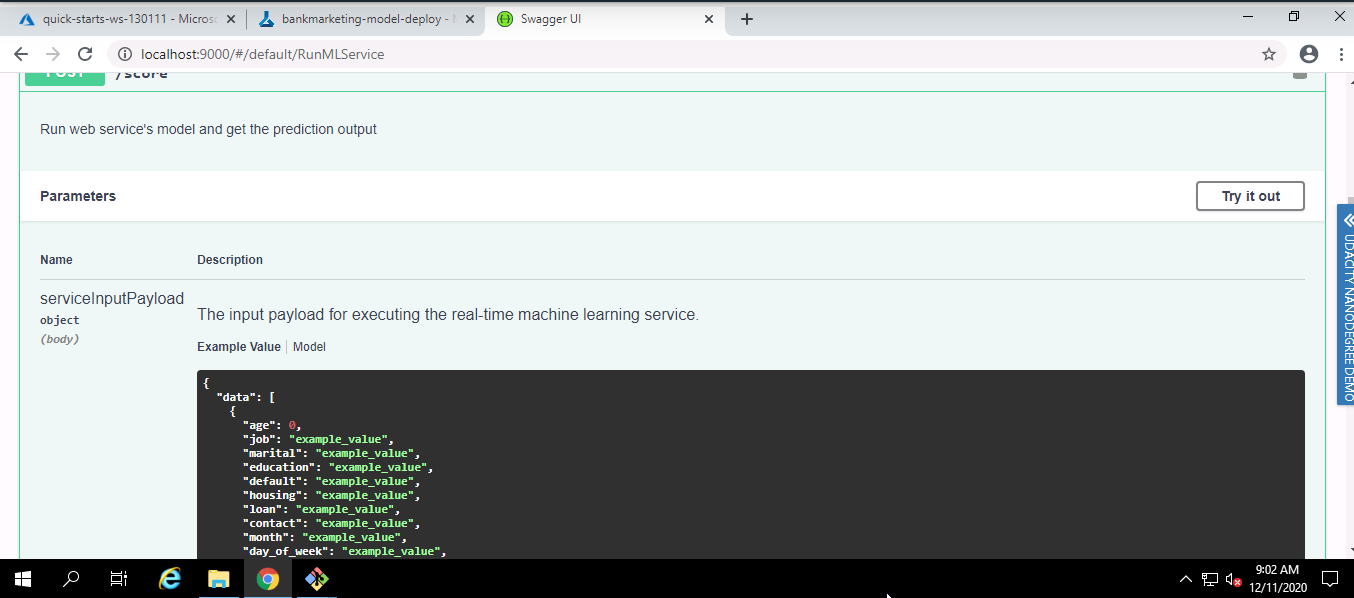 quick-starts-ws-130111 - Microso
bankmarketing-model-deploy -
Swagger UI
localhost:9000/#/default/RunMLService
POST /score
Run web service's model and get the prediction output
Parameters
Try it out
Name Description
serviceInputPayload
object
(body)
The input payload for executing the real-time machine learning service.
Example Value Model
{
"data": [
{
"age": 0,
"job": "example_value",
"marital": "example_value",
"education": "example_value",
"default": "example_value",
"housing": "example_value",
"loan": "example_value",
"contact": "example_value",
"month": "example_value",
"day_of_week": "example_value",
UDACITY NANODEGREE DEMO
9:02 AM
12/11/2020